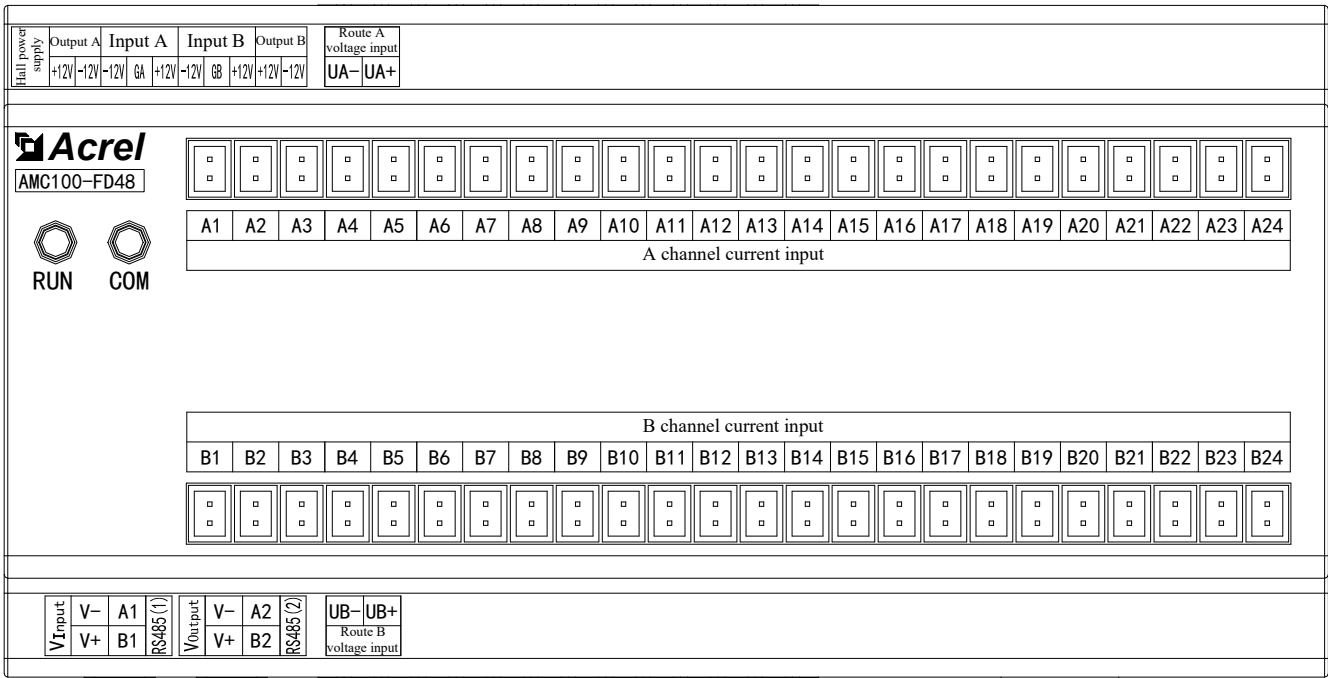 Hall power
supply
Output A Input A Input B Output B
+12V -12V -12V GA +12V -12V GB +12V +12V -12V
Route A
voltage input
UA- UA+
Acrel
AMC100-FD48
RUN COM
A1 A2 A3 A4 A5 A6 A7 A8 A9 A10 A11 A12 A13 A14 A15 A16 A17 A18 A19 A20 A21 A22 A23 A24
A channel current input
B channel current input
B1 B2 B3 B4 B5 B6 B7 B8 B9 B10 B11 B12 B13 B14 B15 B16 B17 B18 B19 B20 B21 B22 B23 B24
VInput
V- A1
V+ B1
RS485(1)
VOutput
V- A2
V+ B2
RS485(2)
UB- UB+
Route B
voltage input